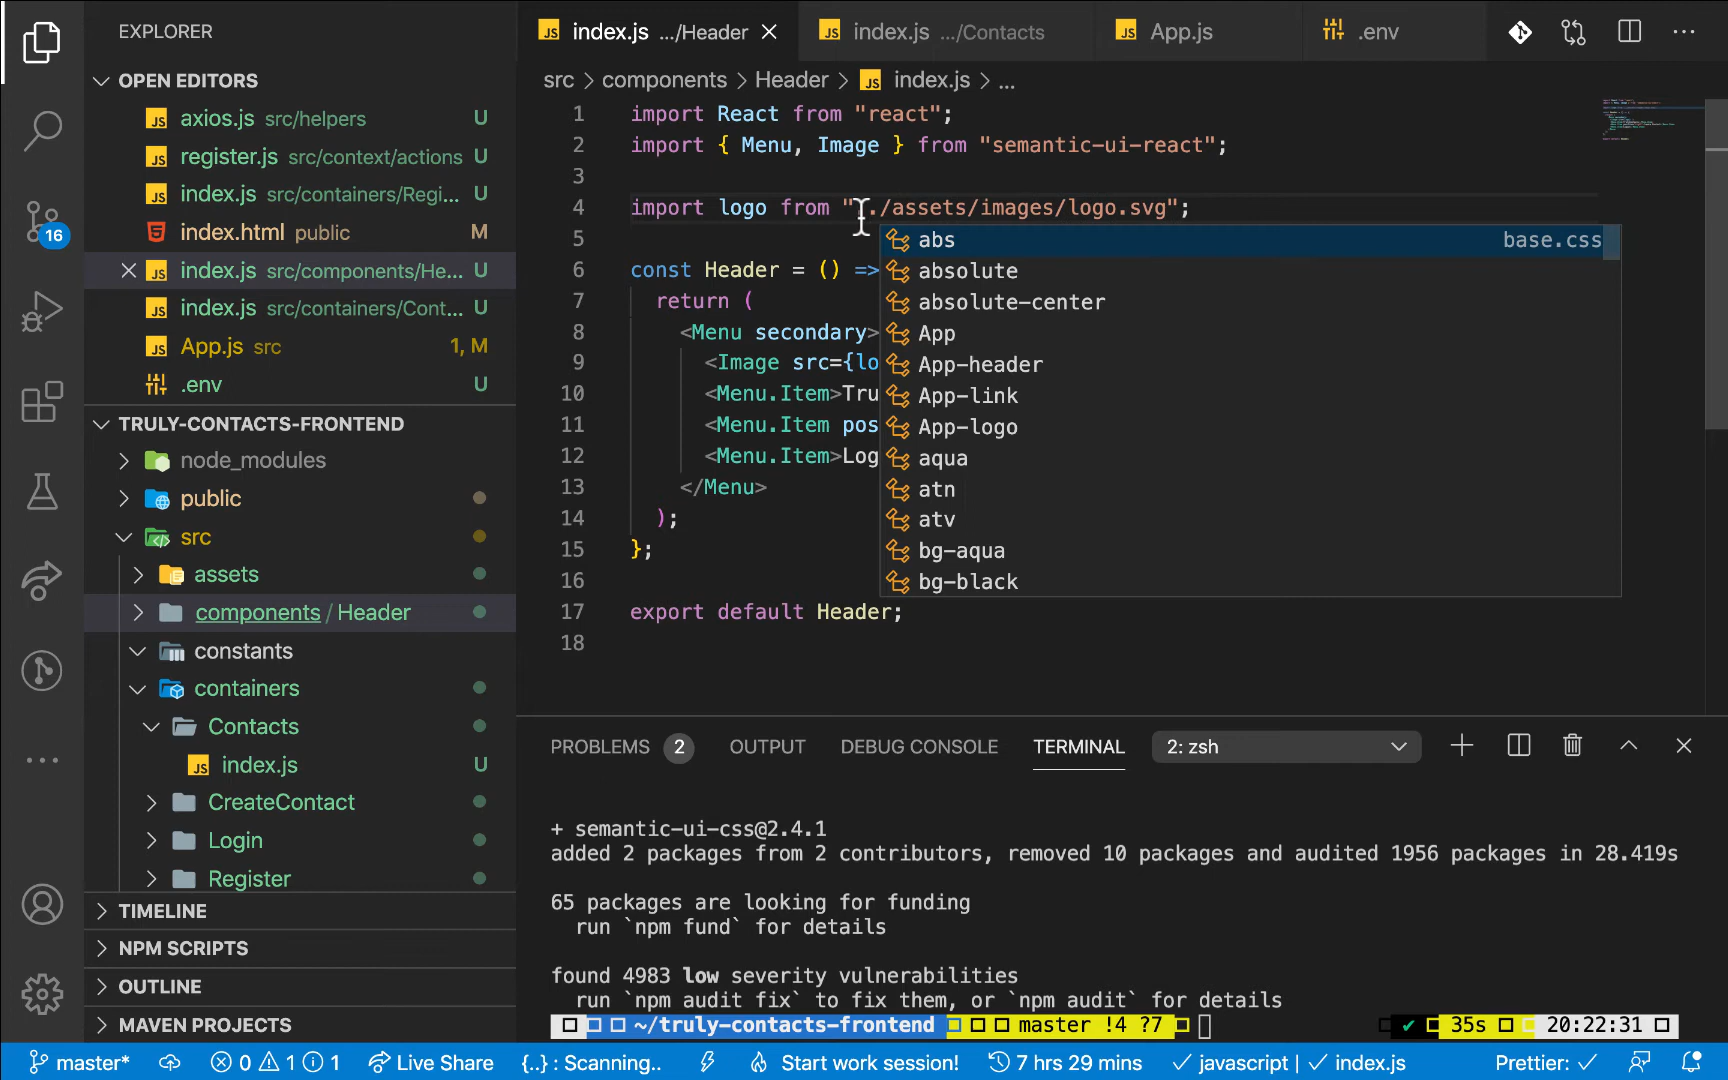 EXPLORER
OPEN EDITORS
axios.js src/helpers U
register.js src/context/actions
index.js src/containers/Regi... U
index.html public M
index.js src/components/He... U
index.js src/containers/Cont... U
App.js src 1, M
.env U
TRULY-CONTACTS-FRONTEND
node_modules
public
src
assets
components / Header
constants
containers
Contacts
index.js U
CreateContact
Login
Register
TIMELINE
NPM SCRIPTS
OUTLINE
MAVEN PROJECTS
16
index.js .../Header
index.js .../Contacts
App.js
.env
src > components > Header > JS index.js > ...
1 import React from "react";
2 import { Menu, Image } from "semantic-ui-react";
3
4 import logo from "../assets/images/logo.svg";
5
6 const Header = () =>
7 return (
8 <Menu secondary>
9 <Image src={lo
10 <Menu.Item>Tru
11 <Menu.Item pos
12 <Menu.Item>Log
13 </Menu>
14 );
15 };
16
17 export default Header;
18
abs base.css
absolute
absolute-center
App
App-header
App-link
App-logo
aqua
atn
atv
bg-aqua
bg-black
PROBLEMS 2 OUTPUT DEBUG CONSOLE TERMINAL 2: zsh
+ semantic-ui-css@2.4.1
added 2 packages from 2 contributors, removed 10 packages and audited 1956 packages in 28.419s
65 packages are looking for funding
run `npm fund` for details
found 4983 low severity vulnerabilities
run `npm audit fix` to fix them, or `npm audit` for details
~/truly-contacts-frontend master !4 ?7 ✔ 35s 20:22:31
master* 0 1 1 Live Share {..} : Scanning.. Start work session! 7 hrs 29 mins ✓ javascript | ✓ index.js Prettier: ✓